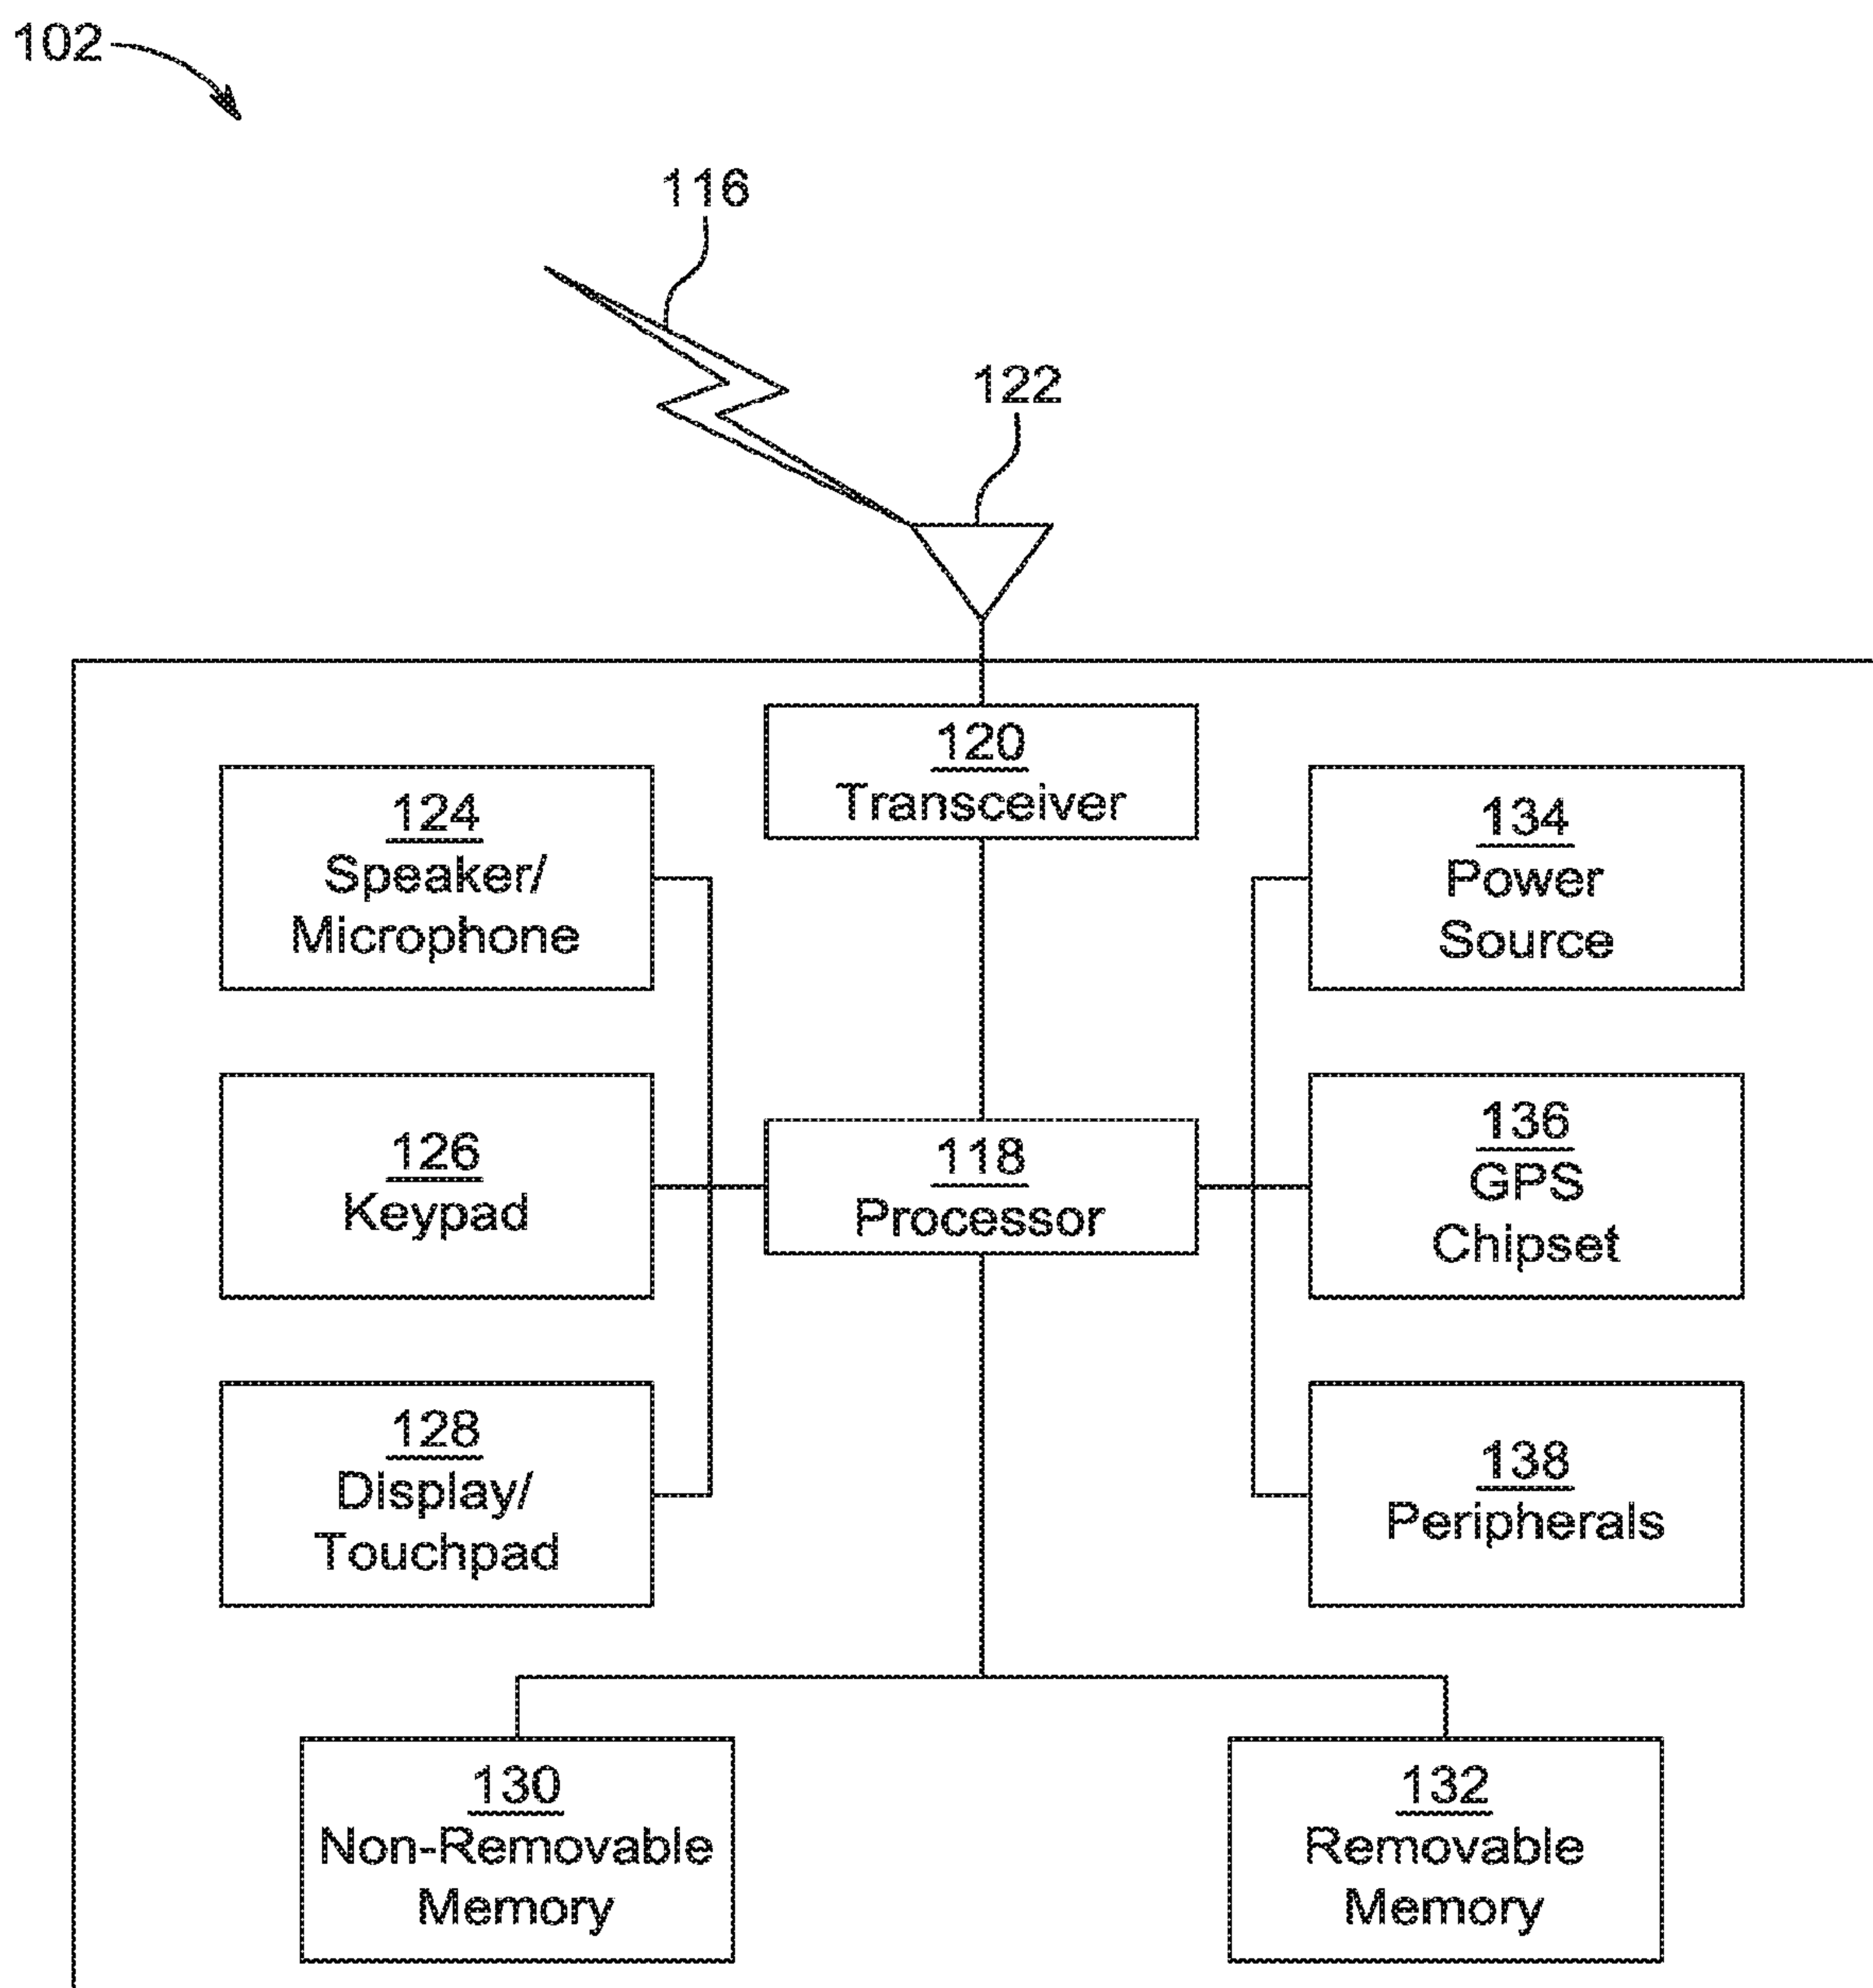 102
116
122
120
Transceiver
124
Speaker/
Microphone
134
Power
Source
126
Keypad
118
Processor
136
GPS
Chipset
128
Display/
Touchpad
138
Peripherals
130
Non-Removable
Memory
132
Removable
Memory